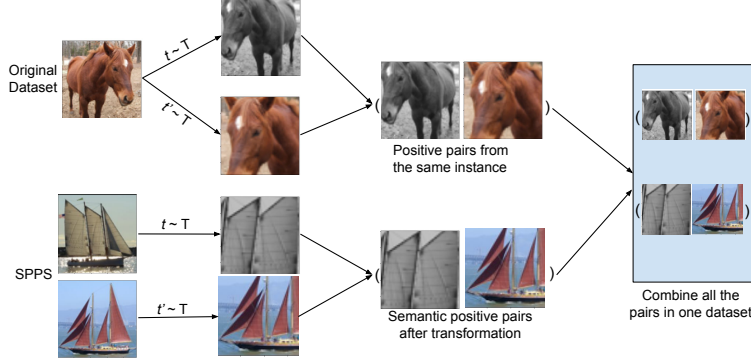 Original
Dataset
t ~ T
t' ~ T
( )
Positive pairs from
the same instance
( )
SPPS
t ~ T
t' ~ T
( )
Semantic positive pairs
after transformation
( )
Combine all the
pairs in one dataset